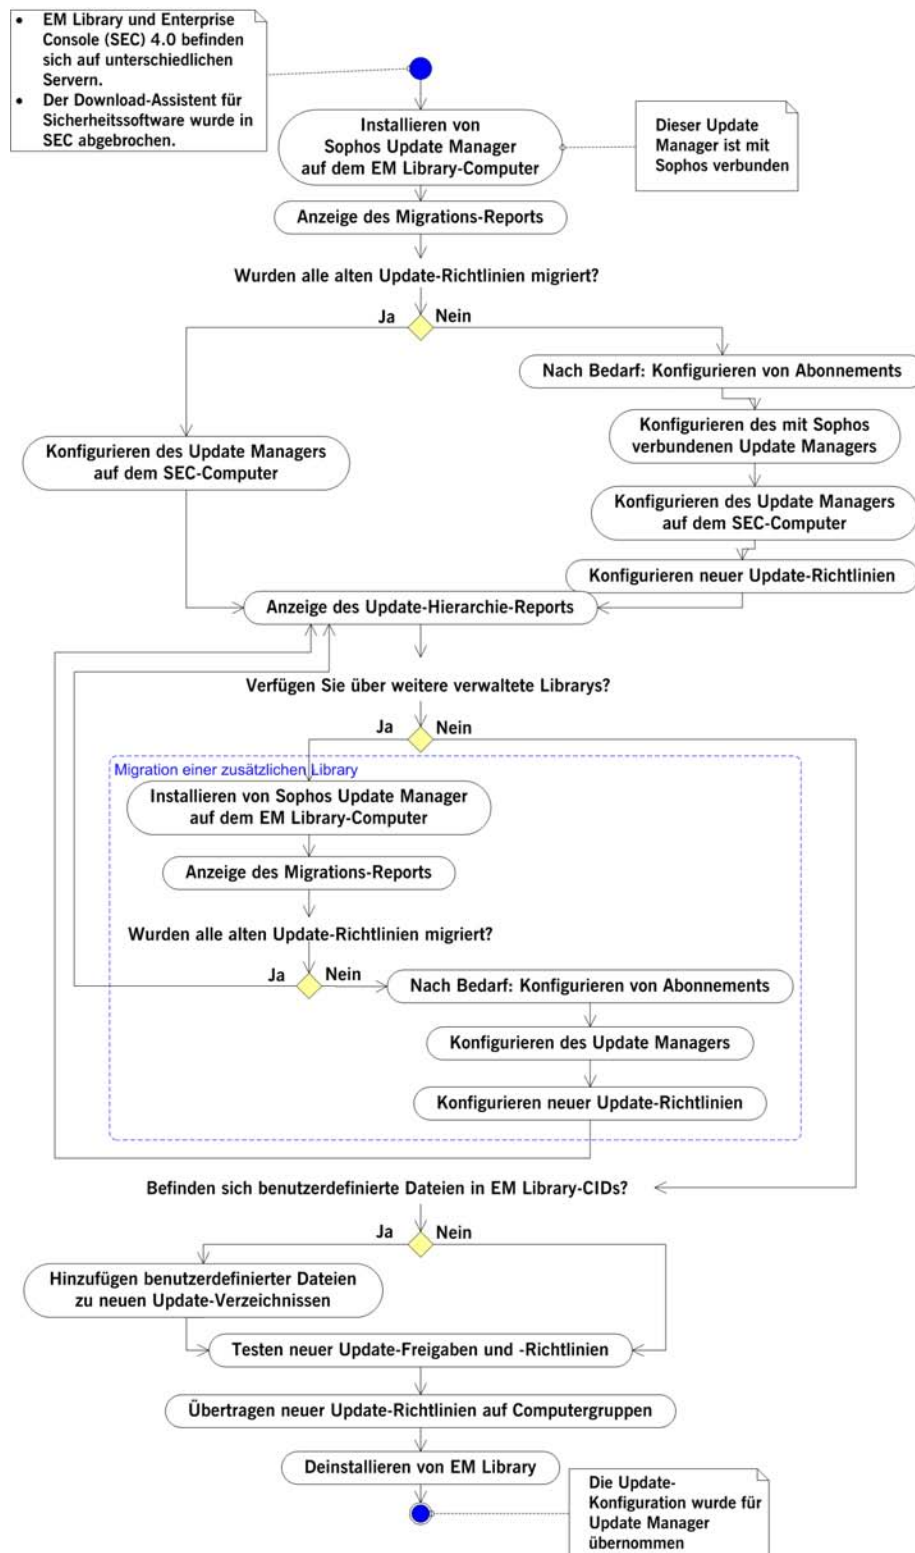 • EM Library und Enterprise
Console (SEC) 4.0 befinden
sich auf unterschiedlichen
Servern.
• Der Download-Assistent für
Sicherheitssoftware wurde in
SEC abgebrochen.
Installieren von
Sophos Update Manager
auf dem EM Library-Computer
Dieser Update
Manager ist mit
Sophos verbunden
Anzeige des Migrations-Reports
Wurden alle alten Update-Richtlinien migriert?
Ja
Nein
Nach Bedarf: Konfigurieren von Abonnements
Konfigurieren des mit Sophos
verbundenen Update Managers
Konfigurieren des Update Managers
auf dem SEC-Computer
Konfigurieren des Update Managers
auf dem SEC-Computer
Konfigurieren neuer Update-Richtlinien
Anzeige des Update-Hierarchie-Reports
Verfügen Sie über weitere verwaltete Librarys?
Ja
Nein
Migration einer zusätzlichen Library
Installieren von Sophos Update Manager
auf dem EM Library-Computer
Anzeige des Migrations-Reports
Wurden alle alten Update-Richtlinien migriert?
Ja
Nein
Nach Bedarf: Konfigurieren von Abonnements
Konfigurieren des Update Managers
Konfigurieren neuer Update-Richtlinien
Befinden sich benutzerdefinierte Dateien in EM Library-CIDs?
Ja
Nein
Hinzufügen benutzerdefinierter Dateien
zu neuen Update-Verzeichnissen
Testen neuer Update-Freigaben und -Richtlinien
Übertragen neuer Update-Richtlinien auf Computergruppen
Deinstallieren von EM Library
Die Update-
Konfiguration wurde für
Update Manager
übernommen